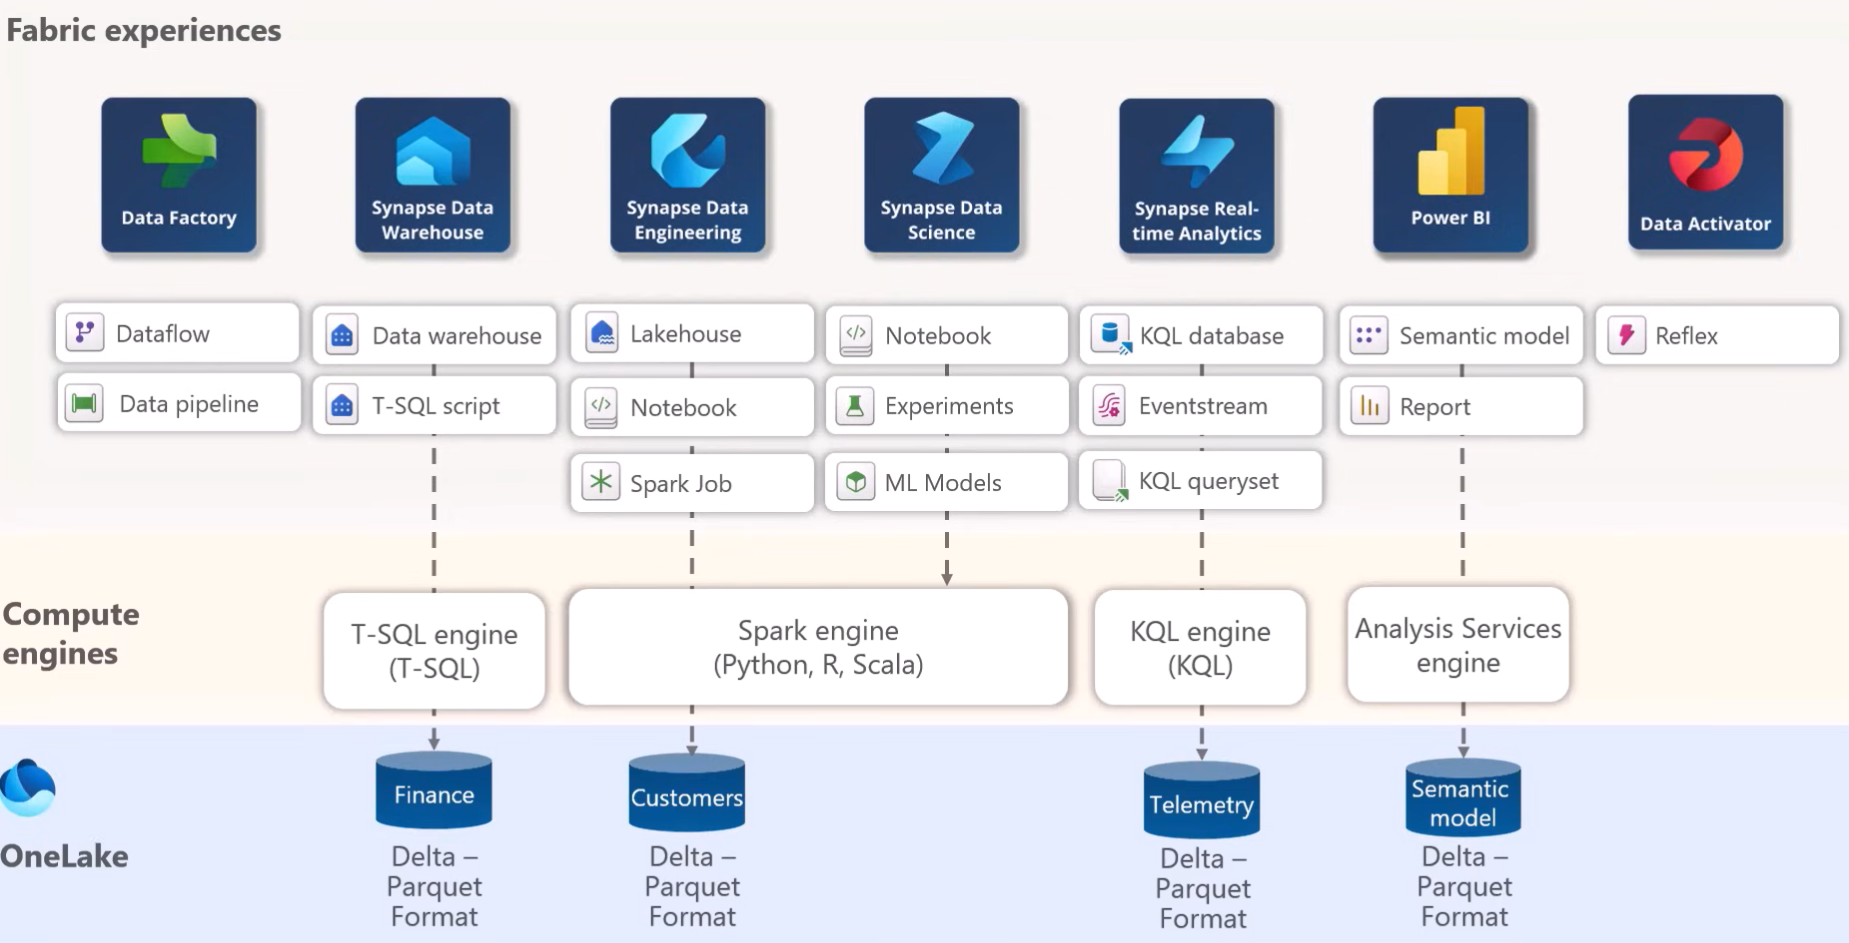 Fabric experiences
Data Factory
Synapse Data
Warehouse
Synapse Data
Engineering
Synapse Data
Science
Synapse Real-
time Analytics
Power BI
Data Activator
Dataflow
Data warehouse
Lakehouse
Notebook
KQL database
Semantic model
Reflex
Data pipeline
T-SQL script
Notebook
Experiments
Eventstream
Report
Spark Job
ML Models
KQL queryset
Compute
engines
T-SQL engine
(T-SQL)
Spark engine
(Python, R, Scala)
KQL engine
(KQL)
Analysis Services
engine
OneLake
Finance
Customers
Telemetry
Semantic
model
Delta –
Parquet
Format
Delta –
Parquet
Format
Delta –
Parquet
Format
Delta –
Parquet
Format